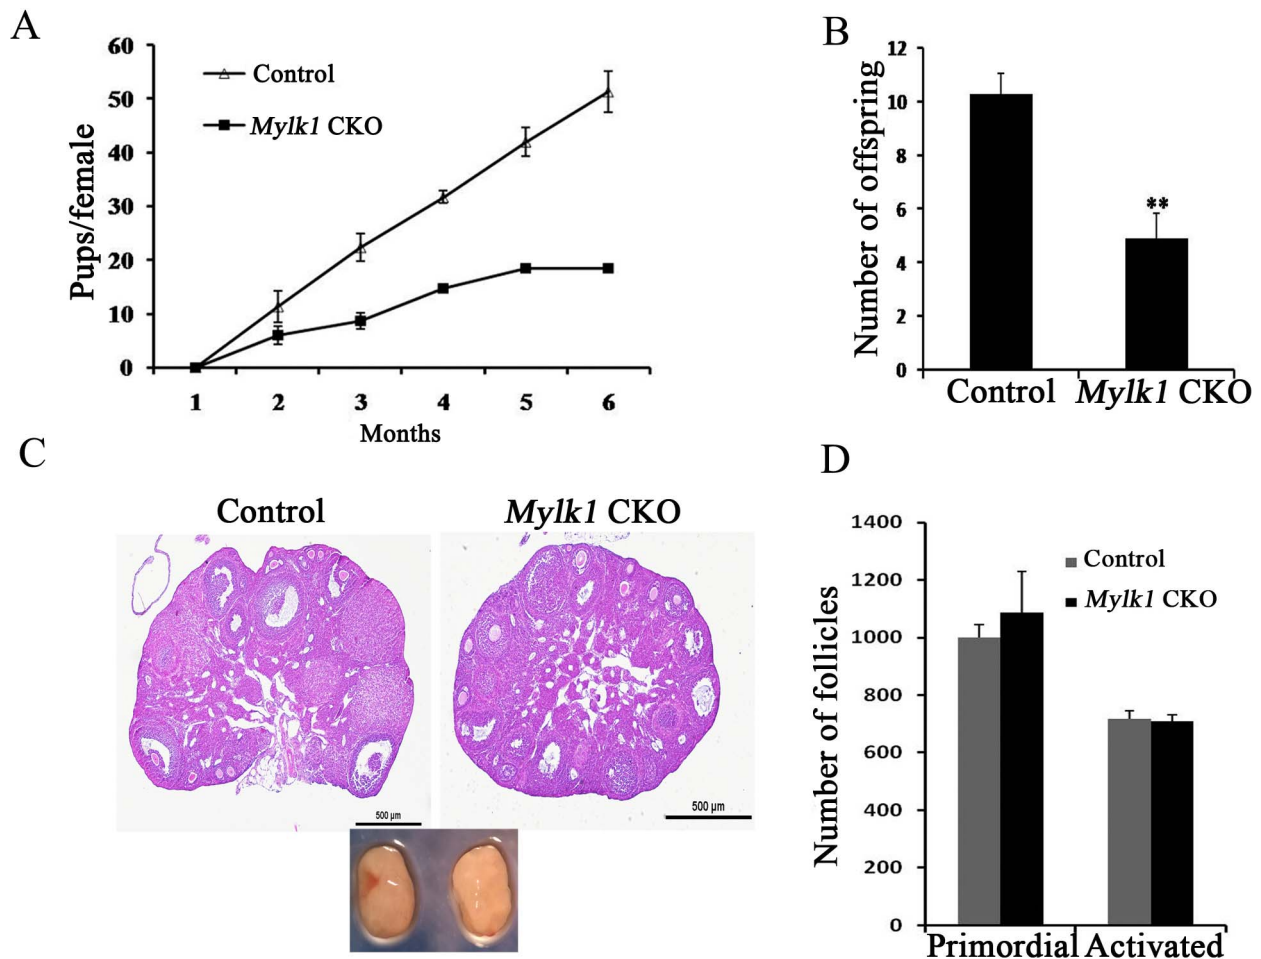 A
60
50
40
30
20
10
0
Pups/female
Control
Mylk1 CKO
1 2 3 4 5 6
Months
B
12
10
8
6
4
2
0
Number of offspring
**
Control Mylk1 CKO
C
Control Mylk1 CKO
500 µm
500 µm
D
1400
1200
1000
800
600
400
200
0
Number of follicles
Control
Mylk1 CKO
Primordial Activated